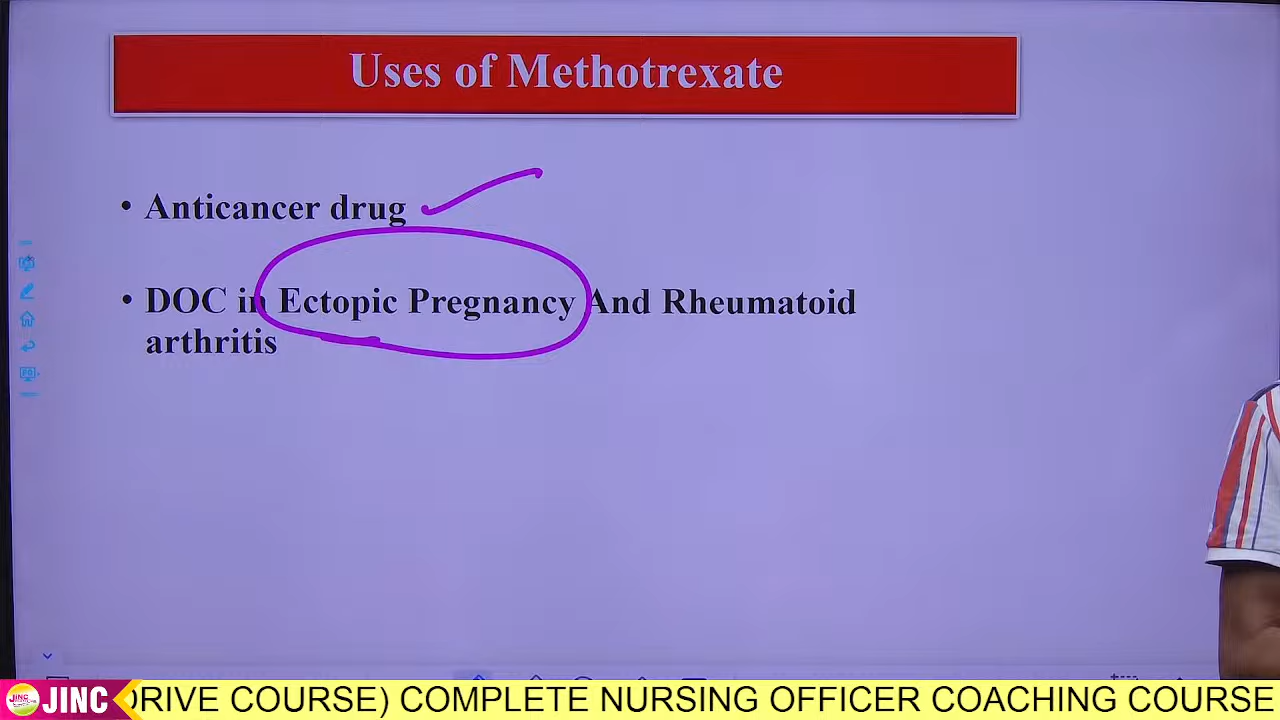 Uses of Methotrexate
• Anticancer drug
• DOC in Ectopic Pregnancy And Rheumatoid
arthritis
JINC DRIVE COURSE) COMPLETE NURSING OFFICER COACHING COURSE